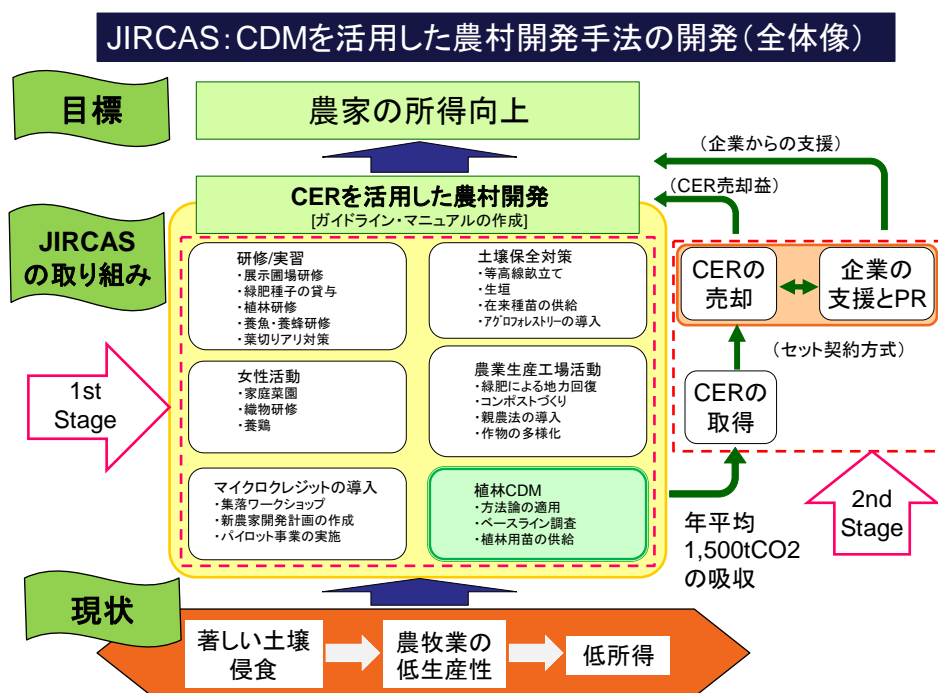 JIRCAS:CDMを活用した農村開発手法の開発(全体像)
目標
農家の所得向上
(企業からの支援)
(CER売却益)
CERを活用した農村開発
[ガイドライン・マニュアルの作成]
JIRCAS
の取り組み
研修/実習
・展示圃場研修
・緑肥種子の貸与
・植林研修
・養魚・養蜂研修
・葉切りアリ対策
土壌保全対策
・等高線畝立て
・生垣
・在来種苗の供給
・アグロフォレストリーの導入
CERの
売却
企業の
支援とPR
(セット契約方式)
1st
Stage
女性活動
・家庭菜園
・織物研修
・養鶏
農業生産工場活動
・緑肥による地力回復
・コンポストづくり
・親農法の導入
・作物の多様化
CERの
取得
マイクロクレジットの導入
・集落ワークショップ
・新農家開発計画の作成
・パイロット事業の実施
植林CDM
・方法論の適用
・ベースライン調査
・植林用苗の供給
年平均
1,500tCO2
の吸収
2nd
Stage
現状
著しい土壌
侵食
農牧業の
低生産性
低所得